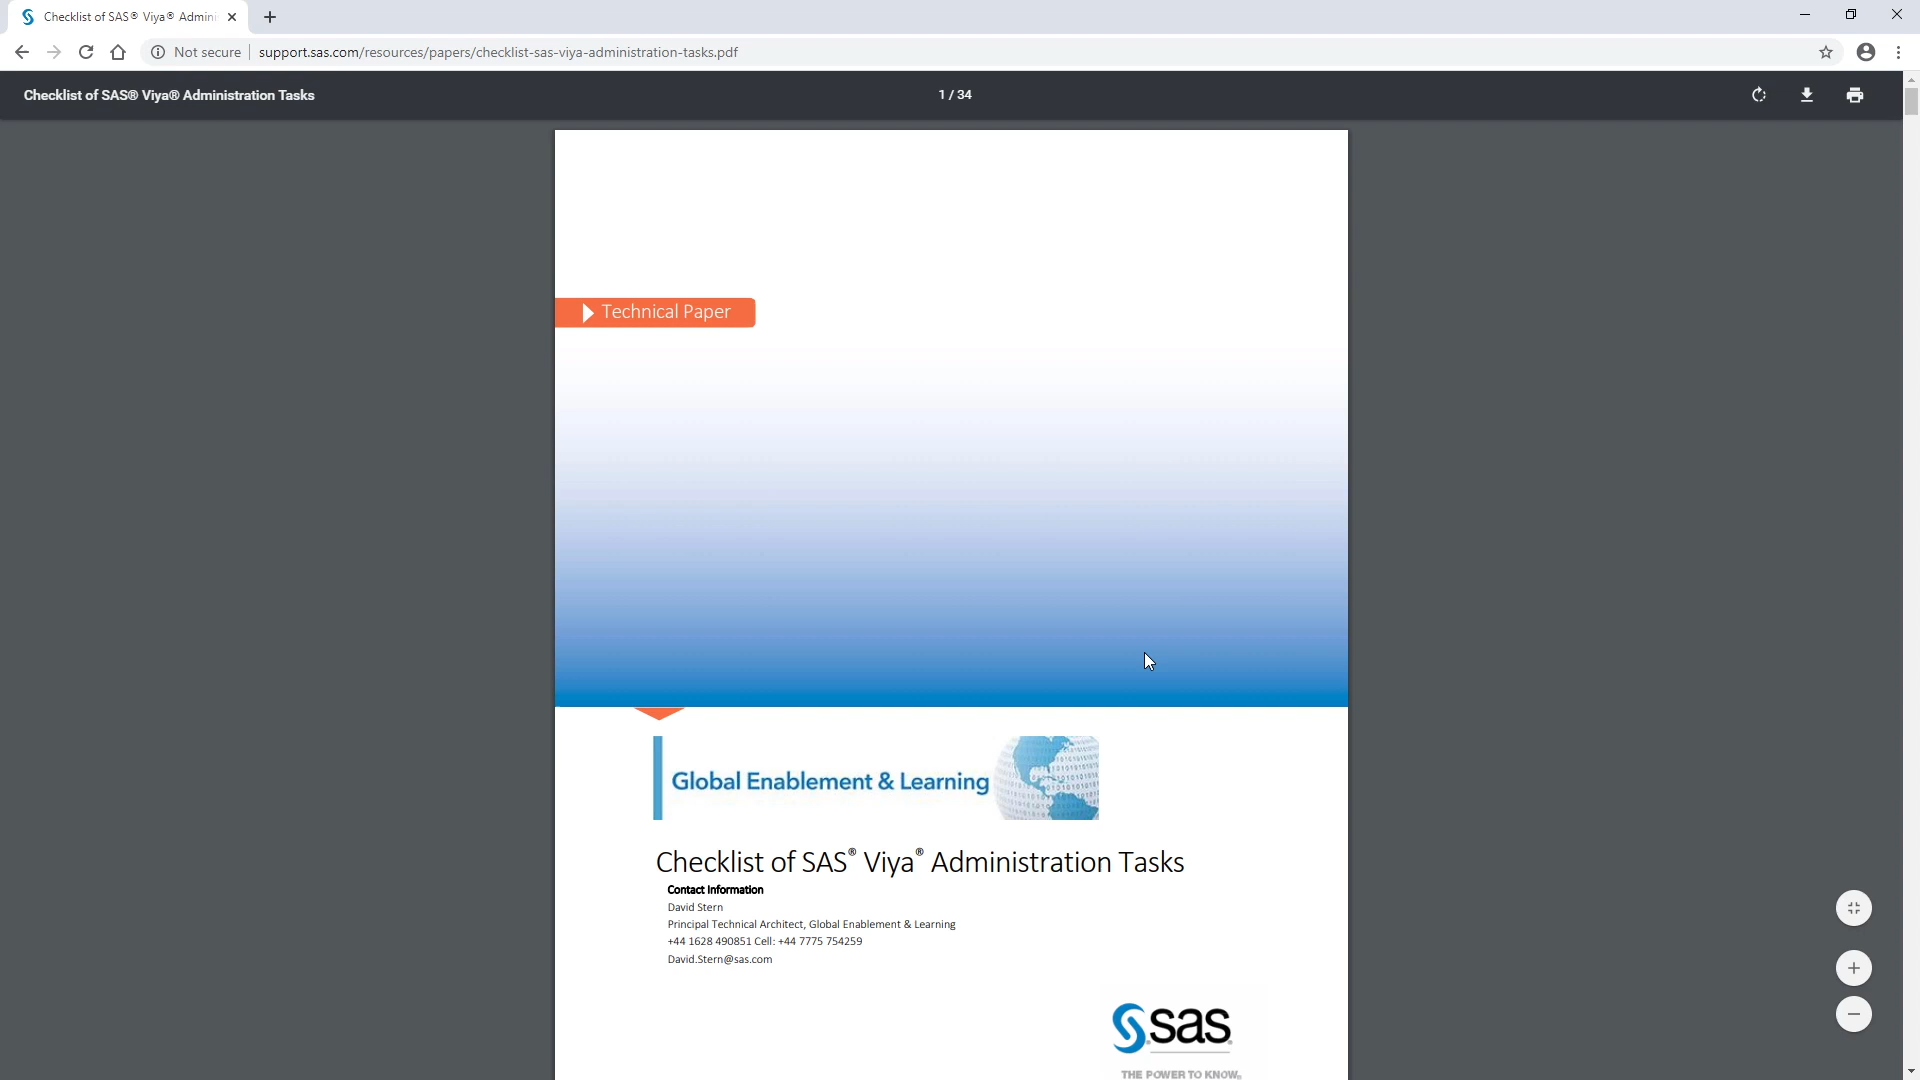 Checklist of SAS® Viya® Admini
Not secure
support.sas.com/resources/papers/checklist-sas-viya-administration-tasks.pdf
Checklist of SAS® Viya® Administration Tasks
1 / 34
Technical Paper
Global Enablement & Learning
Checklist of SAS® Viya® Administration Tasks
Contact Information
David Stern
Principal Technical Architect, Global Enablement & Learning
+44 1628 490851 Cell: +44 7775 754259
David.Stern@sas.com
sas
THE POWER TO KNOW®